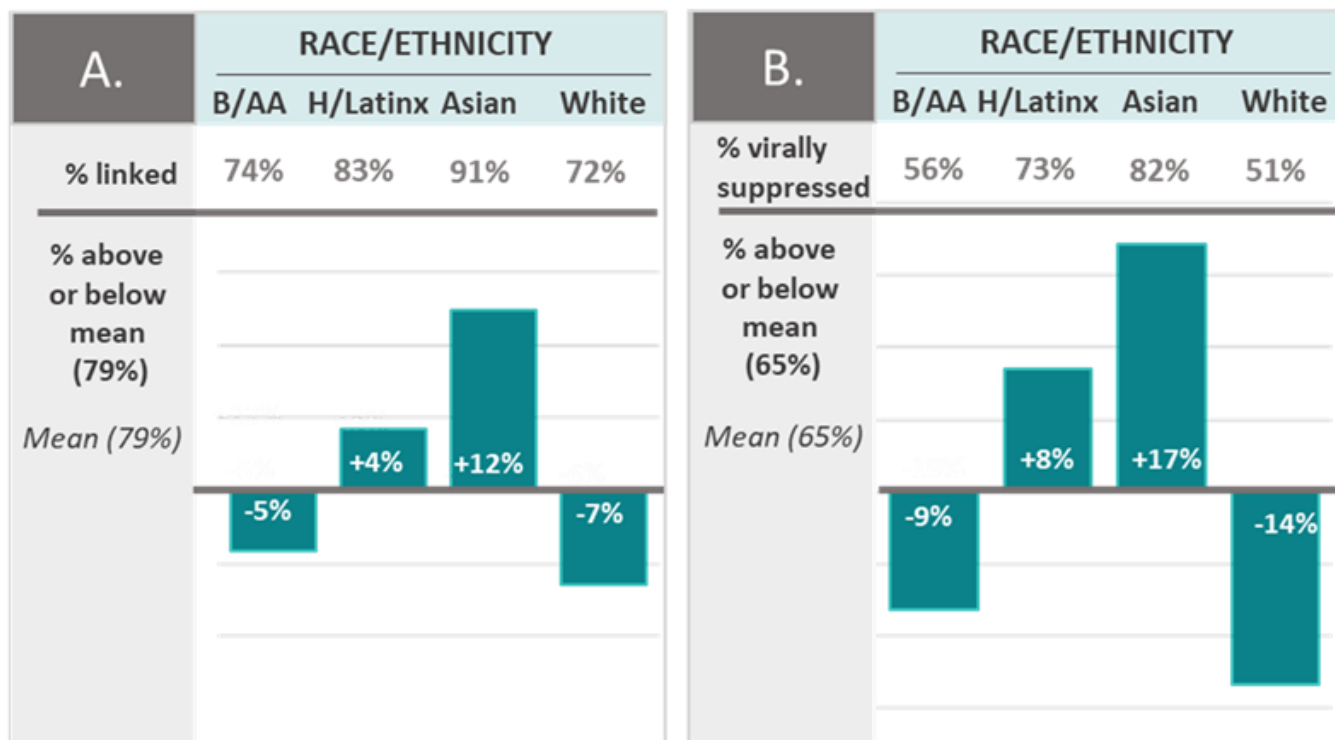 A.
RACE/ETHNICITY
B/AA H/Latinx Asian White
% linked 74% 83% 91% 72%
% above
or below
mean
(79%)
Mean (79%)
+4% +12%
-5% -7%
B.
RACE/ETHNICITY
B/AA H/Latinx Asian White
% virally
suppressed 56% 73% 82% 51%
% above
or below
mean
(65%)
Mean (65%)
+8% +17%
-9% -14%